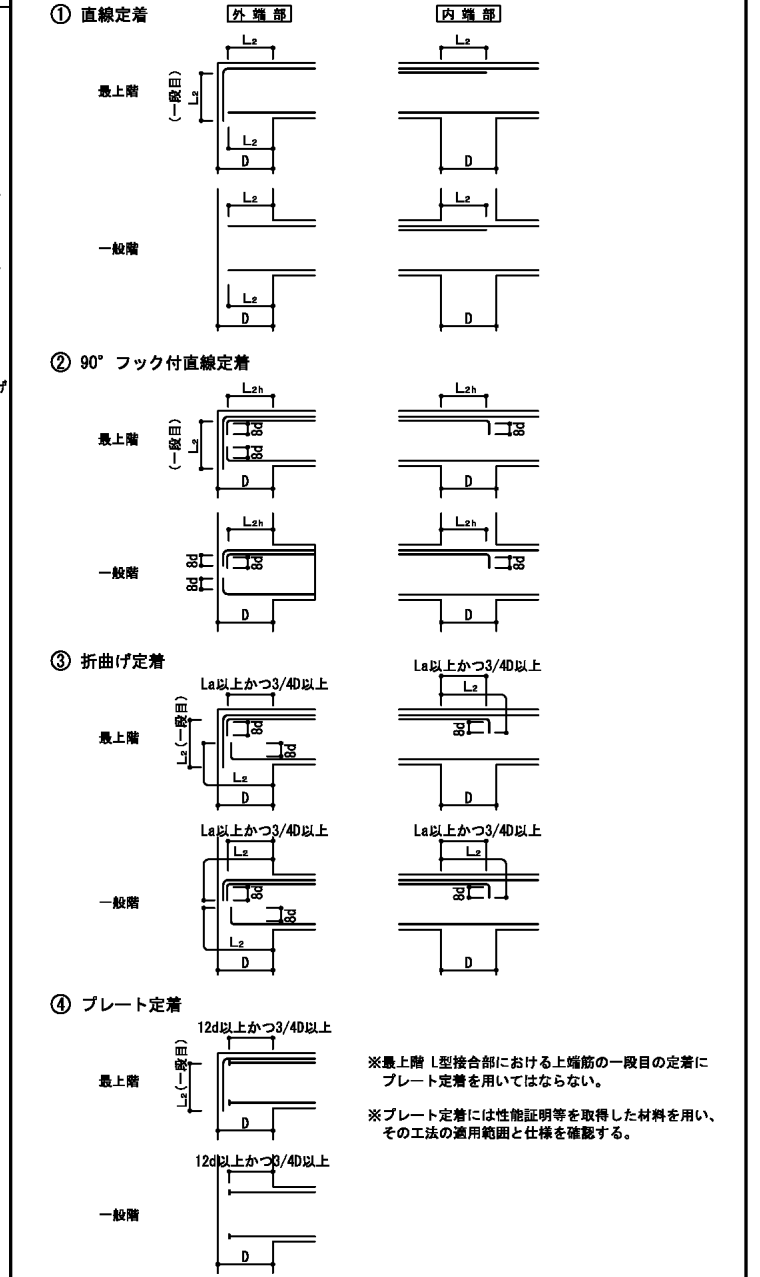 ① 直線定着
外 端 部
内 端 部
L2
L2
最上階
(一段目)
L2
L2
D
D
L2
L2
一般階
L2
D
D
② 90°フック付直線定着
げ
L2h
L2h
最上階
(一段目)
L2
8d
8d
8d
D
D
L2h
L2h
一般階
8d
8d
8d
8d
D
D
③ 折曲げ定着
La以上かつ3/4D以上
La以上かつ3/4D以上
L2
最上階
L2(一段目)
8d
8d
8d
L2
D
D
La以上かつ3/4D以上
La以上かつ3/4D以上
L2
L2
一般階
8d
8d
8d
L2
D
D
④ プレート定着
12d以上かつ3/4D以上
最上階
L2(一段目)
D
※最上階 L型接合部における上端筋の一段目の定着に
プレート定着を用いてはならない。
※プレート定着には性能証明等を取得した材料を用い、
その工法の適用範囲と仕様を確認する。
12d以上かつ3/4D以上
一般階
D